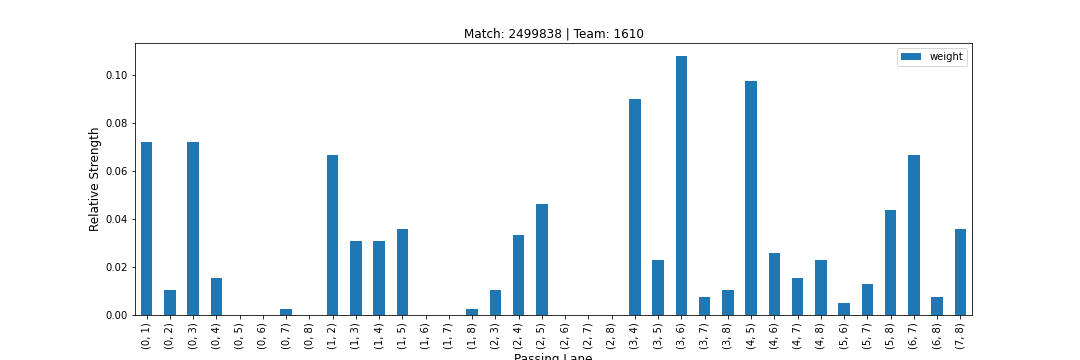 Match: 2499838 | Team: 1610
weight
Relative Strength
0.10
0.08
0.06
0.04
0.02
0.00
(0, 1) (0, 2) (0, 3) (0, 4) (0, 5) (0, 6) (0, 7) (0, 8) (1, 2) (1, 3) (1, 4) (1, 5) (1, 6) (1, 7) (1, 8) (2, 3) (2, 4) (2, 5) (2, 6) (2, 7) (2, 8) (3, 4) (3, 5) (3, 6) (3, 7) (3, 8) (4, 5) (4, 6) (4, 7) (4, 8) (5, 6) (5, 7) (5, 8) (6, 7) (6, 8) (7, 8)
Passing Lane